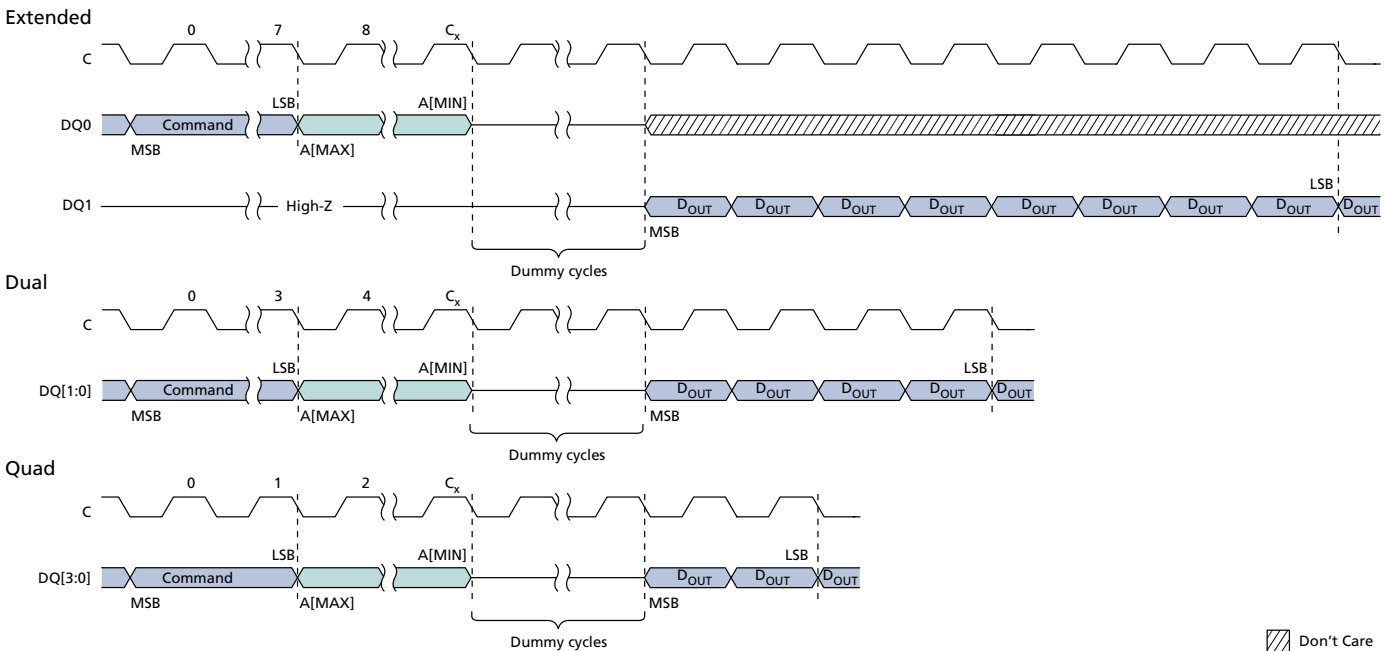 Extended
0 7 8 Cx
C
LSB A[MIN]
DQ0 Command
MSB A[MAX]
LSB
DQ1 High-Z DOUT DOUT DOUT DOUT DOUT DOUT DOUT DOUT DOUT
MSB
Dummy cycles
Dual
0 3 4 Cx
C
LSB A[MIN] LSB
DQ[1:0] Command DOUT DOUT DOUT DOUT DOUT
MSB A[MAX] MSB
Dummy cycles
Quad
0 1 2 Cx
C
LSB A[MIN] LSB
DQ[3:0] Command DOUT DOUT DOUT
MSB A[MAX] MSB
Dummy cycles
Don't Care